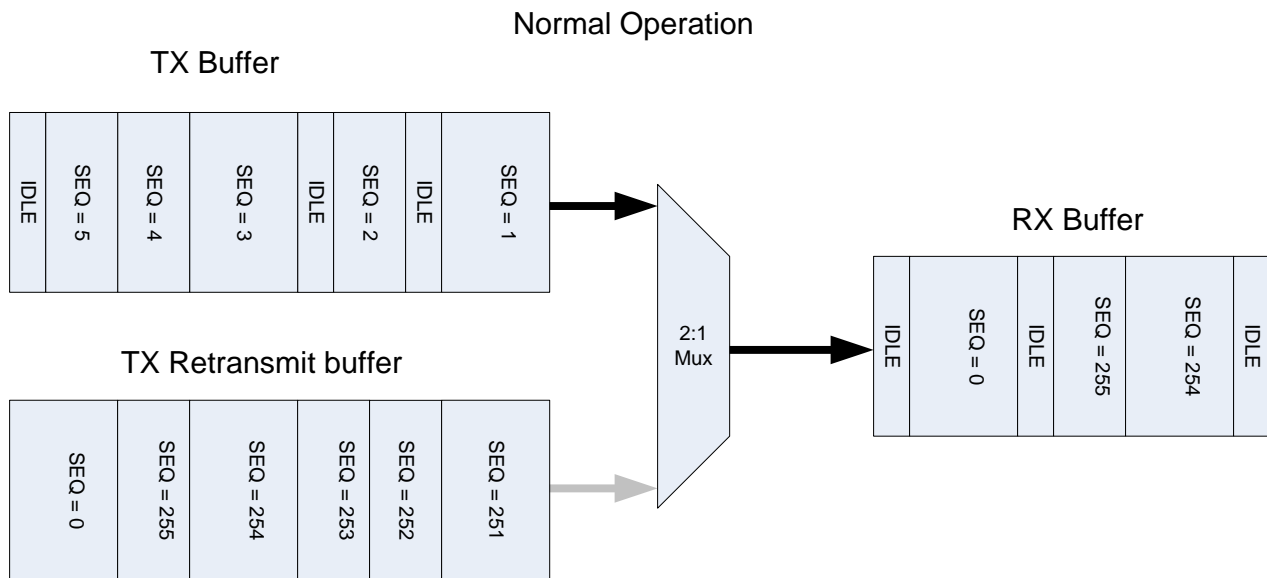 Normal Operation
TX Buffer
IDLE
SEQ = 5
SEQ = 4
SEQ = 3
IDLE
SEQ = 2
IDLE
SEQ = 1
2:1
Mux
RX Buffer
IDLE
SEQ = 0
IDLE
SEQ = 255
SEQ = 254
IDLE
TX Retransmit buffer
SEQ = 0
SEQ = 255
SEQ = 254
SEQ = 253
SEQ = 252
SEQ = 251